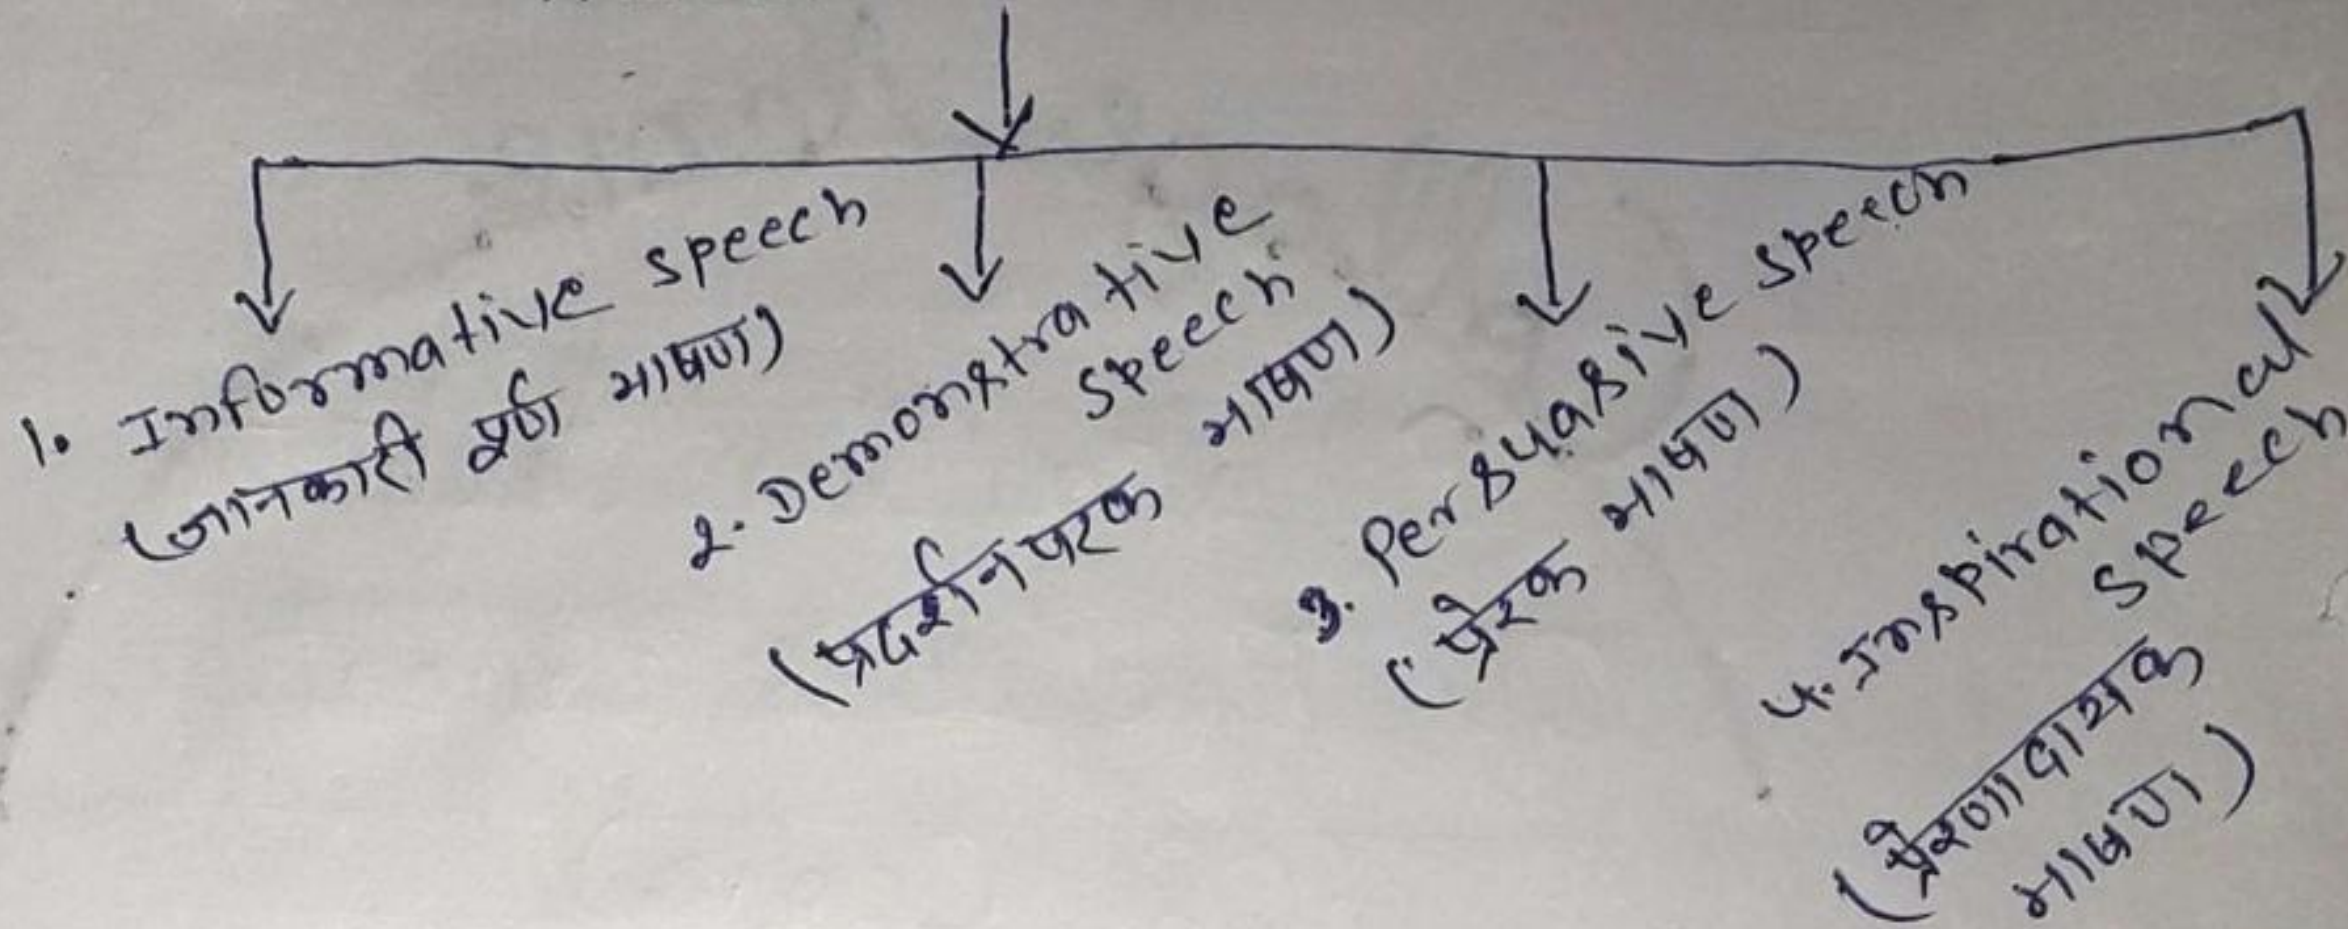 1. Informative speech
(जानकारी पूर्ण भाषण)
2. Demonstrative
speech
(प्रदर्शनपरक भाषण)
3. Persuasive speech
(प्रेरक भाषण)
4. Inspirational
speech
(प्रेरणादायक
भाषण)